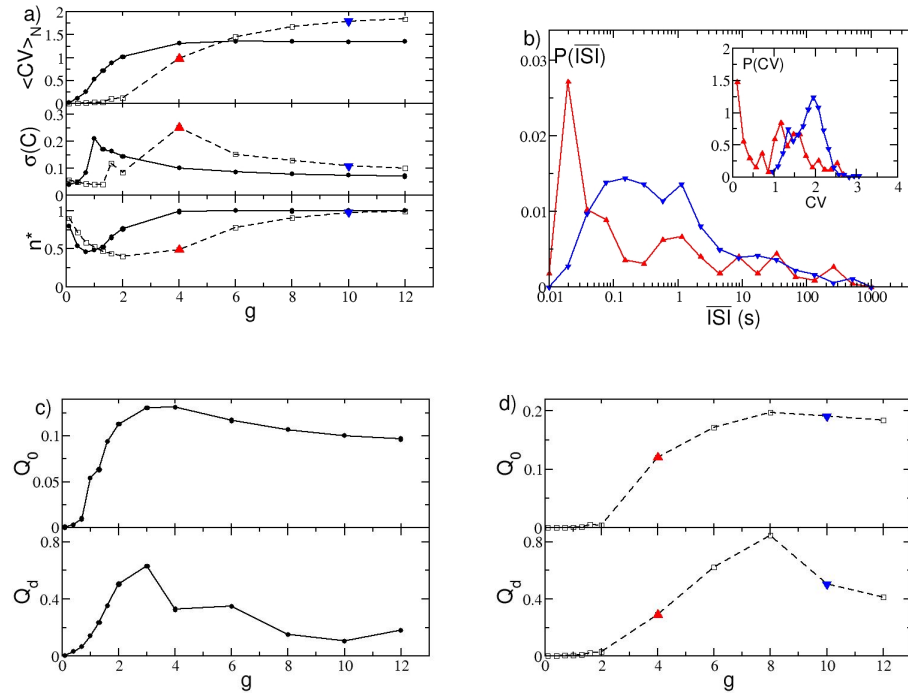 a)
<CV>N
2
1.5
1
0.5
0
σ(C)
0.3
0.2
0.1
0.0
n*
1
0.5
0
0 2 4 6 8 10 12
g
b)
P(ISI)
0.03
0.02
0.01
0
0.01 0.1 1 10 100 1000
ISI (s)
P(CV)
2
1.5
1
0.5
0
0 1 2 3 4
CV
c)
Q0
0.1
0.05
0
Qd
0.8
0.4
0
0 2 4 6 8 10 12
g
d)
Q0
0.2
0.1
0
Qd
0.8
0.4
0
0 2 4 6 8 10 12
g